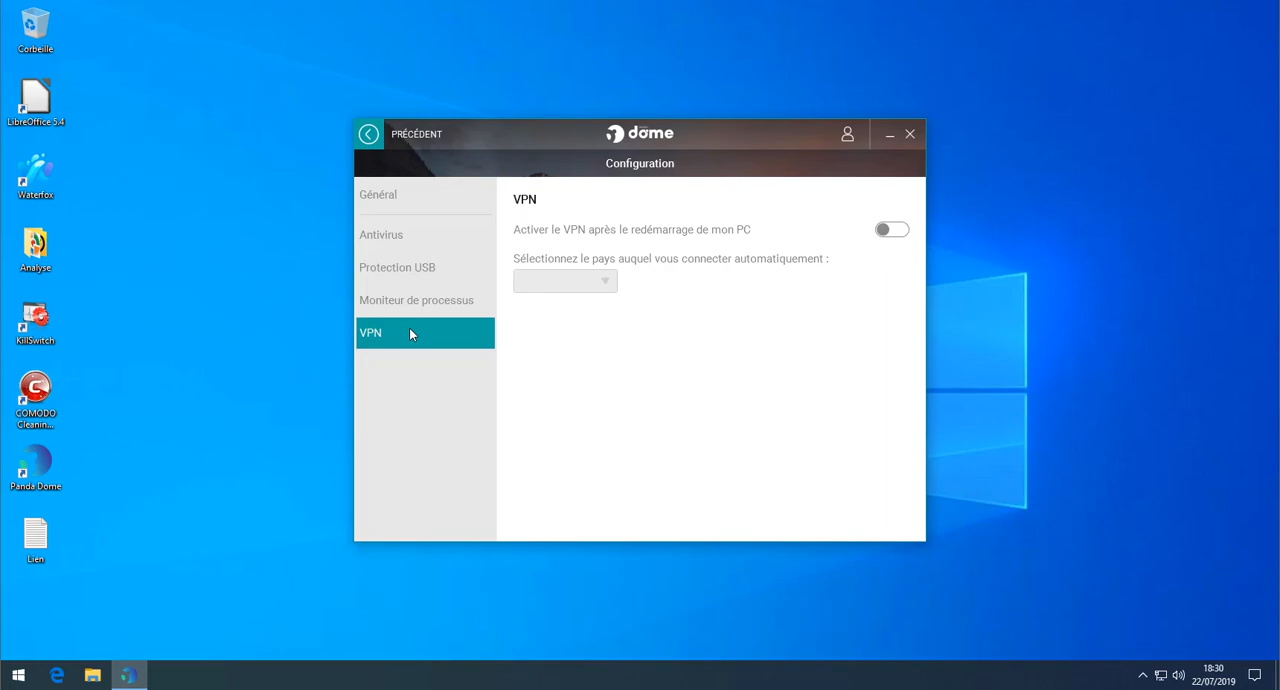 Corbeille
LibreOffice 5.4
Waterfox
Analyse
KillSwitch
COMODO
Cleanin...
Panda Dome
Lien
PRÉCÉDENT
dome
Configuration
Général
Antivirus
Protection USB
Moniteur de processus
VPN
VPN
Activer le VPN après le redémarrage de mon PC
Sélectionnez le pays auquel vous connecter automatiquement :
18:30
22/07/2019